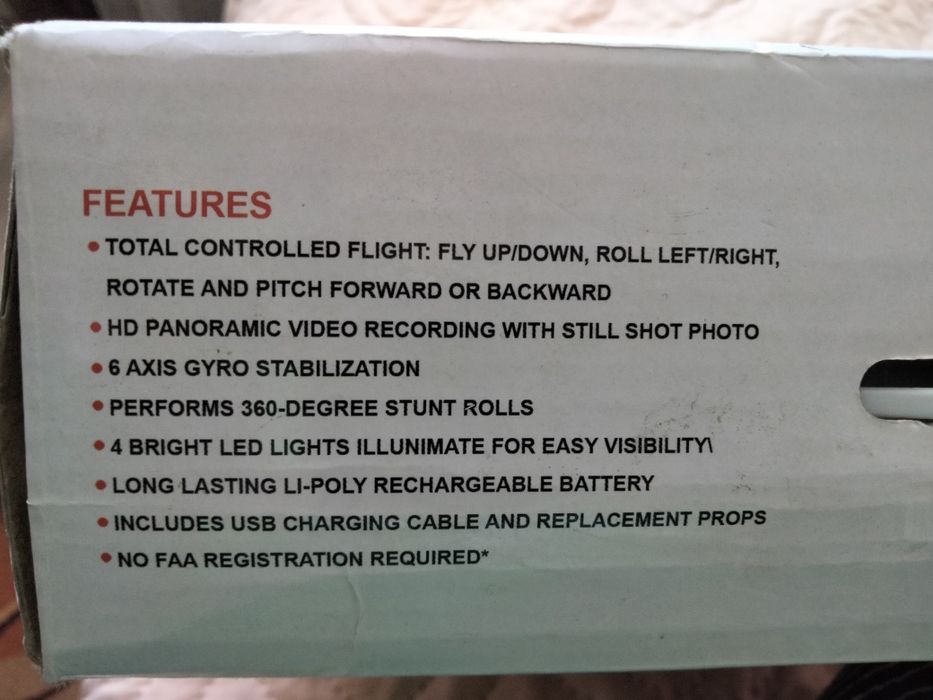 FEATURES
• TOTAL CONTROLLED FLIGHT: FLY UP/DOWN, ROLL LEFT/RIGHT,
ROTATE AND PITCH FORWARD OR BACKWARD
• HD PANORAMIC VIDEO RECORDING WITH STILL SHOT PHOTO
• 6 AXIS GYRO STABILIZATION
• PERFORMS 360-DEGREE STUNT ROLLS
• 4 BRIGHT LED LIGHTS ILLUNIMATE FOR EASY VISIBILITY\
• LONG LASTING LI-POLY RECHARGEABLE BATTERY
• INCLUDES USB CHARGING CABLE AND REPLACEMENT PROPS
• NO FAA REGISTRATION REQUIRED*